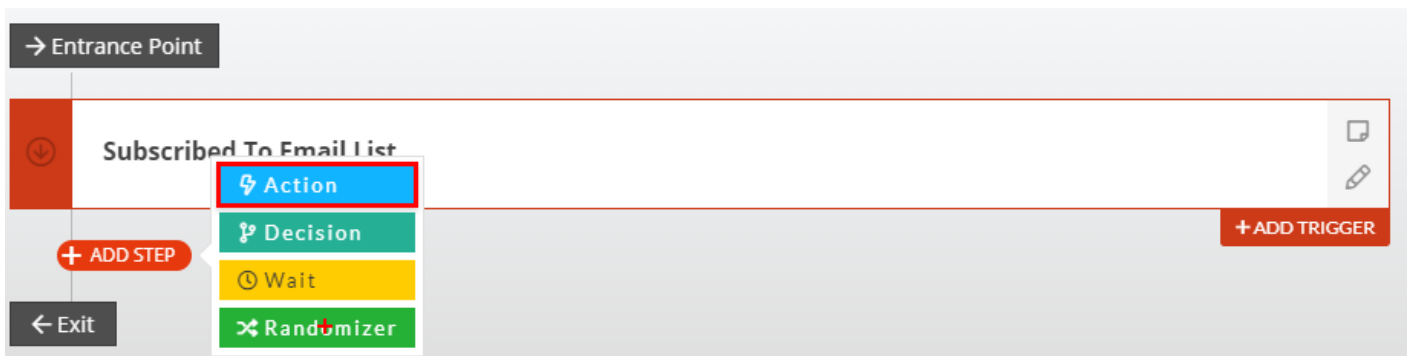 → Entrance Point
Subscribed To Email List
Action
Decision
+ ADD TRIGGER
+ ADD STEP
Wait
← Exit
Randomizer